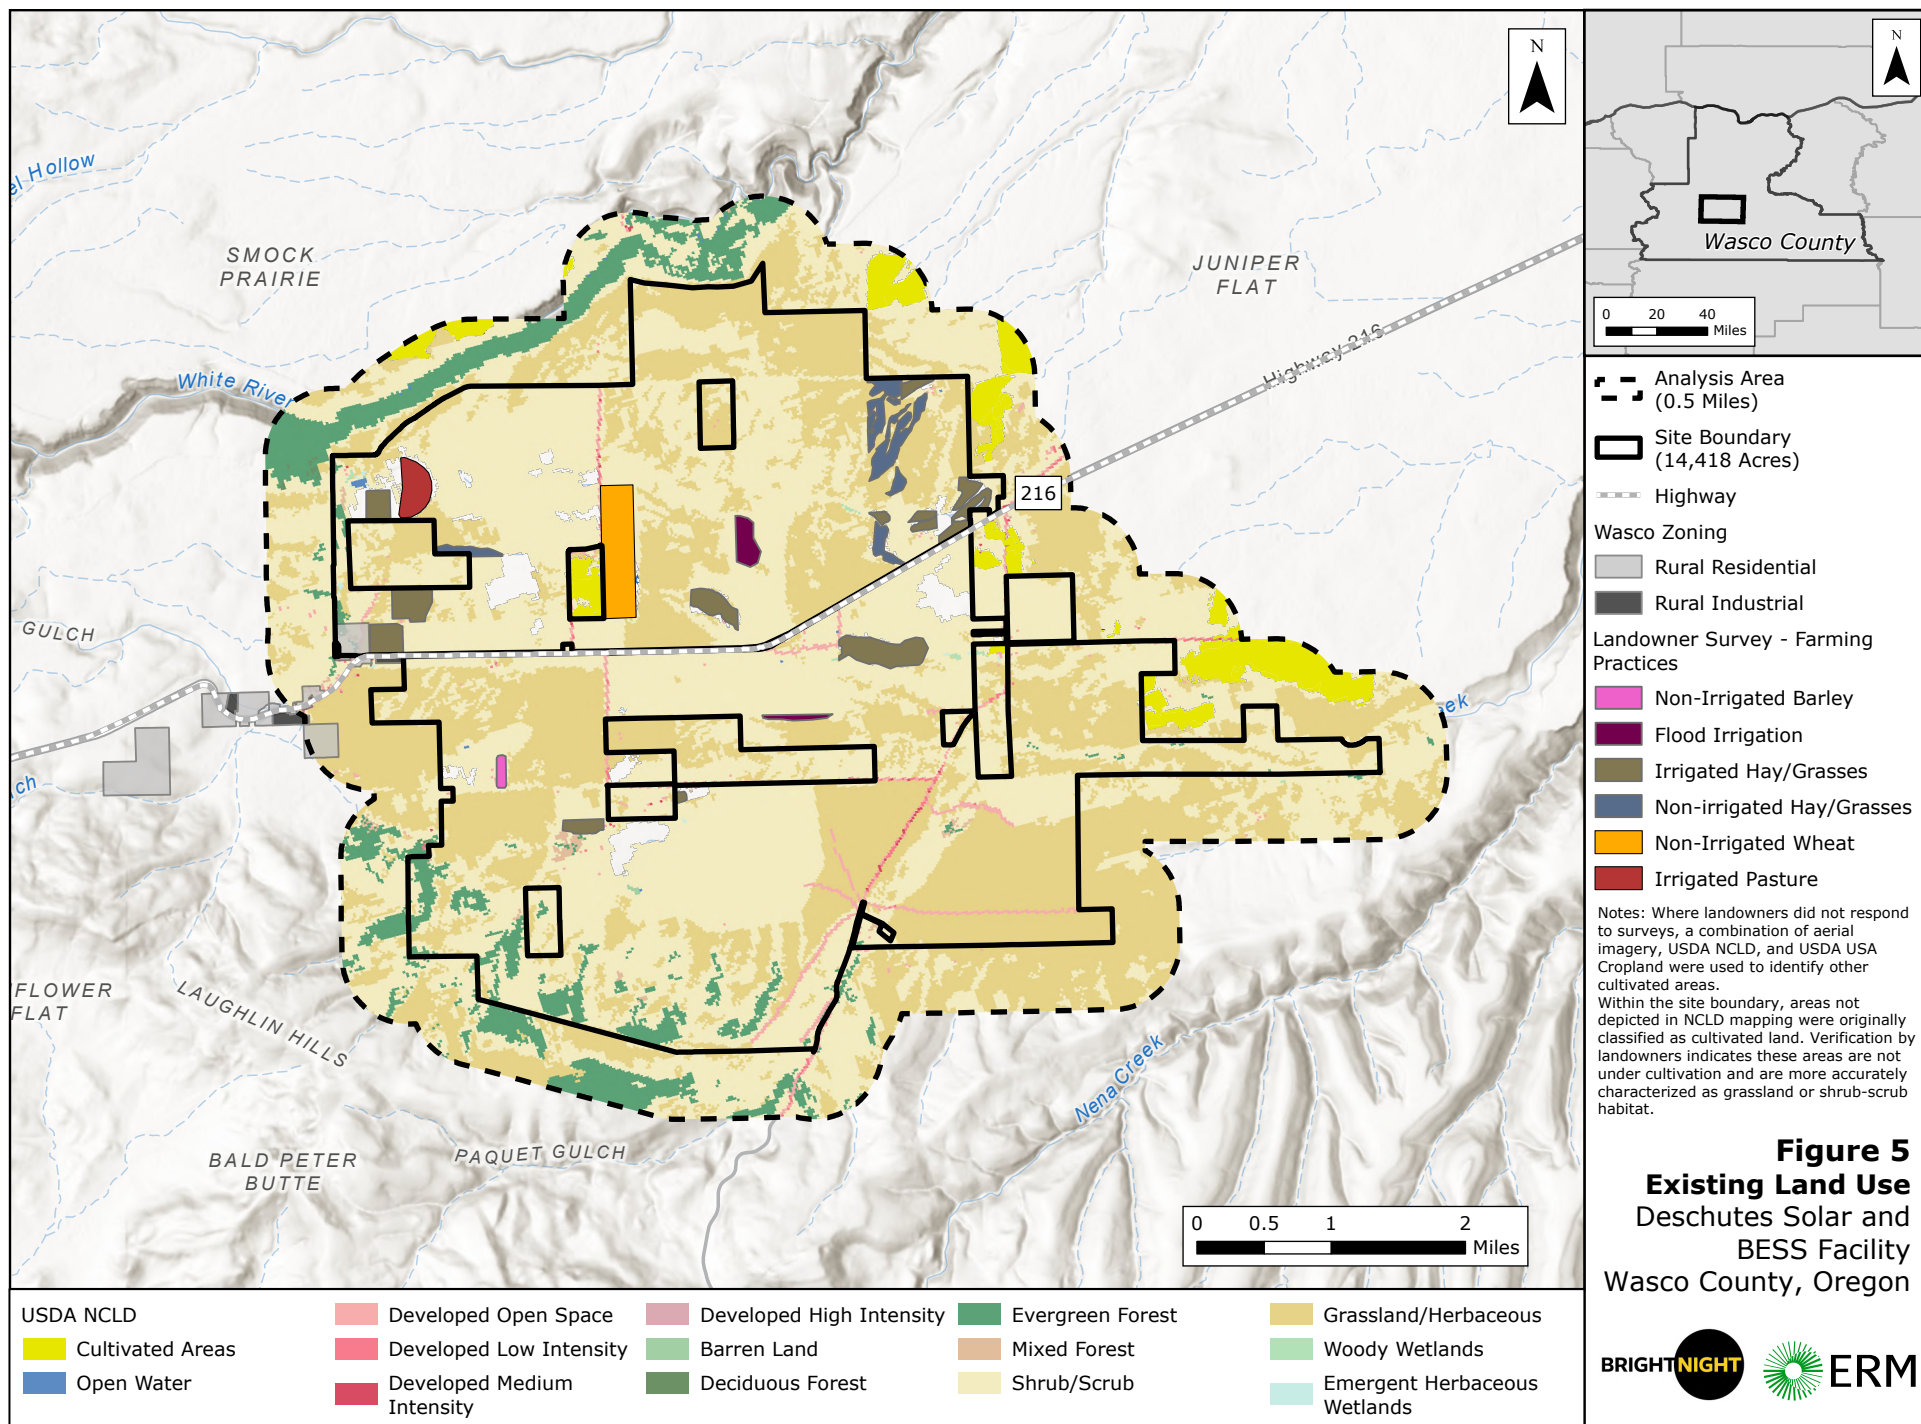 N
el Hollow
SMOCK
PRAIRIE
JUNIPER
FLAT
Highway 216
White River
216
GULCH
ek
ch
FLOWER
FLAT
LAUGHLIN HILLS
Nena Creek
BALD PETER
BUTTE
PAQUET GULCH
0 0.5 1 2
Miles
N
Wasco County
0 20 40
Miles
Analysis Area
(0.5 Miles)
Site Boundary
(14,418 Acres)
Highway
Wasco Zoning
Rural Residential
Rural Industrial
Landowner Survey - Farming
Practices
Non-Irrigated Barley
Flood Irrigation
Irrigated Hay/Grasses
Non-irrigated Hay/Grasses
Non-Irrigated Wheat
Irrigated Pasture
Notes: Where landowners did not respond
to surveys, a combination of aerial
imagery, USDA NCLD, and USDA USA
Cropland were used to identify other
cultivated areas.
Within the site boundary, areas not
depicted in NCLD mapping were originally
classified as cultivated land. Verification by
landowners indicates these areas are not
under cultivation and are more accurately
characterized as grassland or shrub-scrub
habitat.
Figure 5
Existing Land Use
Deschutes Solar and
BESS Facility
Wasco County, Oregon
BRIGHTNIGHT
ERM
USDA NCLD
Cultivated Areas
Open Water
Developed Open Space
Developed Low Intensity
Developed Medium
Intensity
Developed High Intensity
Barren Land
Deciduous Forest
Evergreen Forest
Mixed Forest
Shrub/Scrub
Grassland/Herbaceous
Woody Wetlands
Emergent Herbaceous
Wetlands